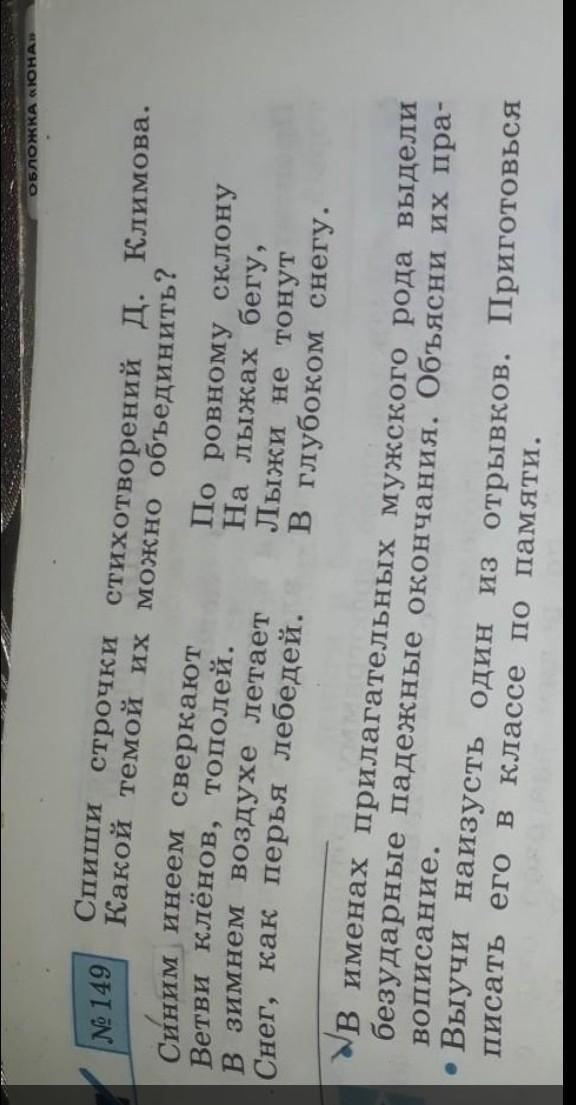 ОБЛОЖКА «ЮНА»
№ 149 Спиши строчки стихотворений Д. Климова.
Какой темой их можно объединить?
Синим инеем сверкают
Ветви клёнов, тополей.
В зимнем воздухе летает
Снег, как перья лебедей.
По ровному склону
На лыжах бегу,
Лыжи не тонут
В глубоком снегу.
В именах прилагательных мужского рода выдели
безударные падежные окончания. Объясни их пра-
вописание.
• Выучи наизусть один из отрывков. Приготовься
писать его в классе по памяти.